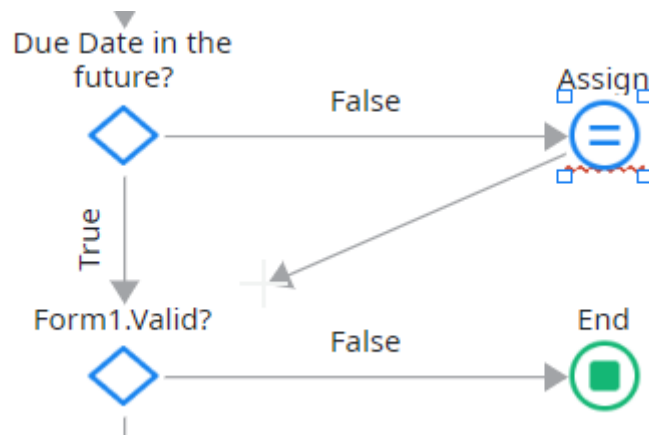 Due Date in the
future?
False
Assign
True
Form1.Valid?
False
End